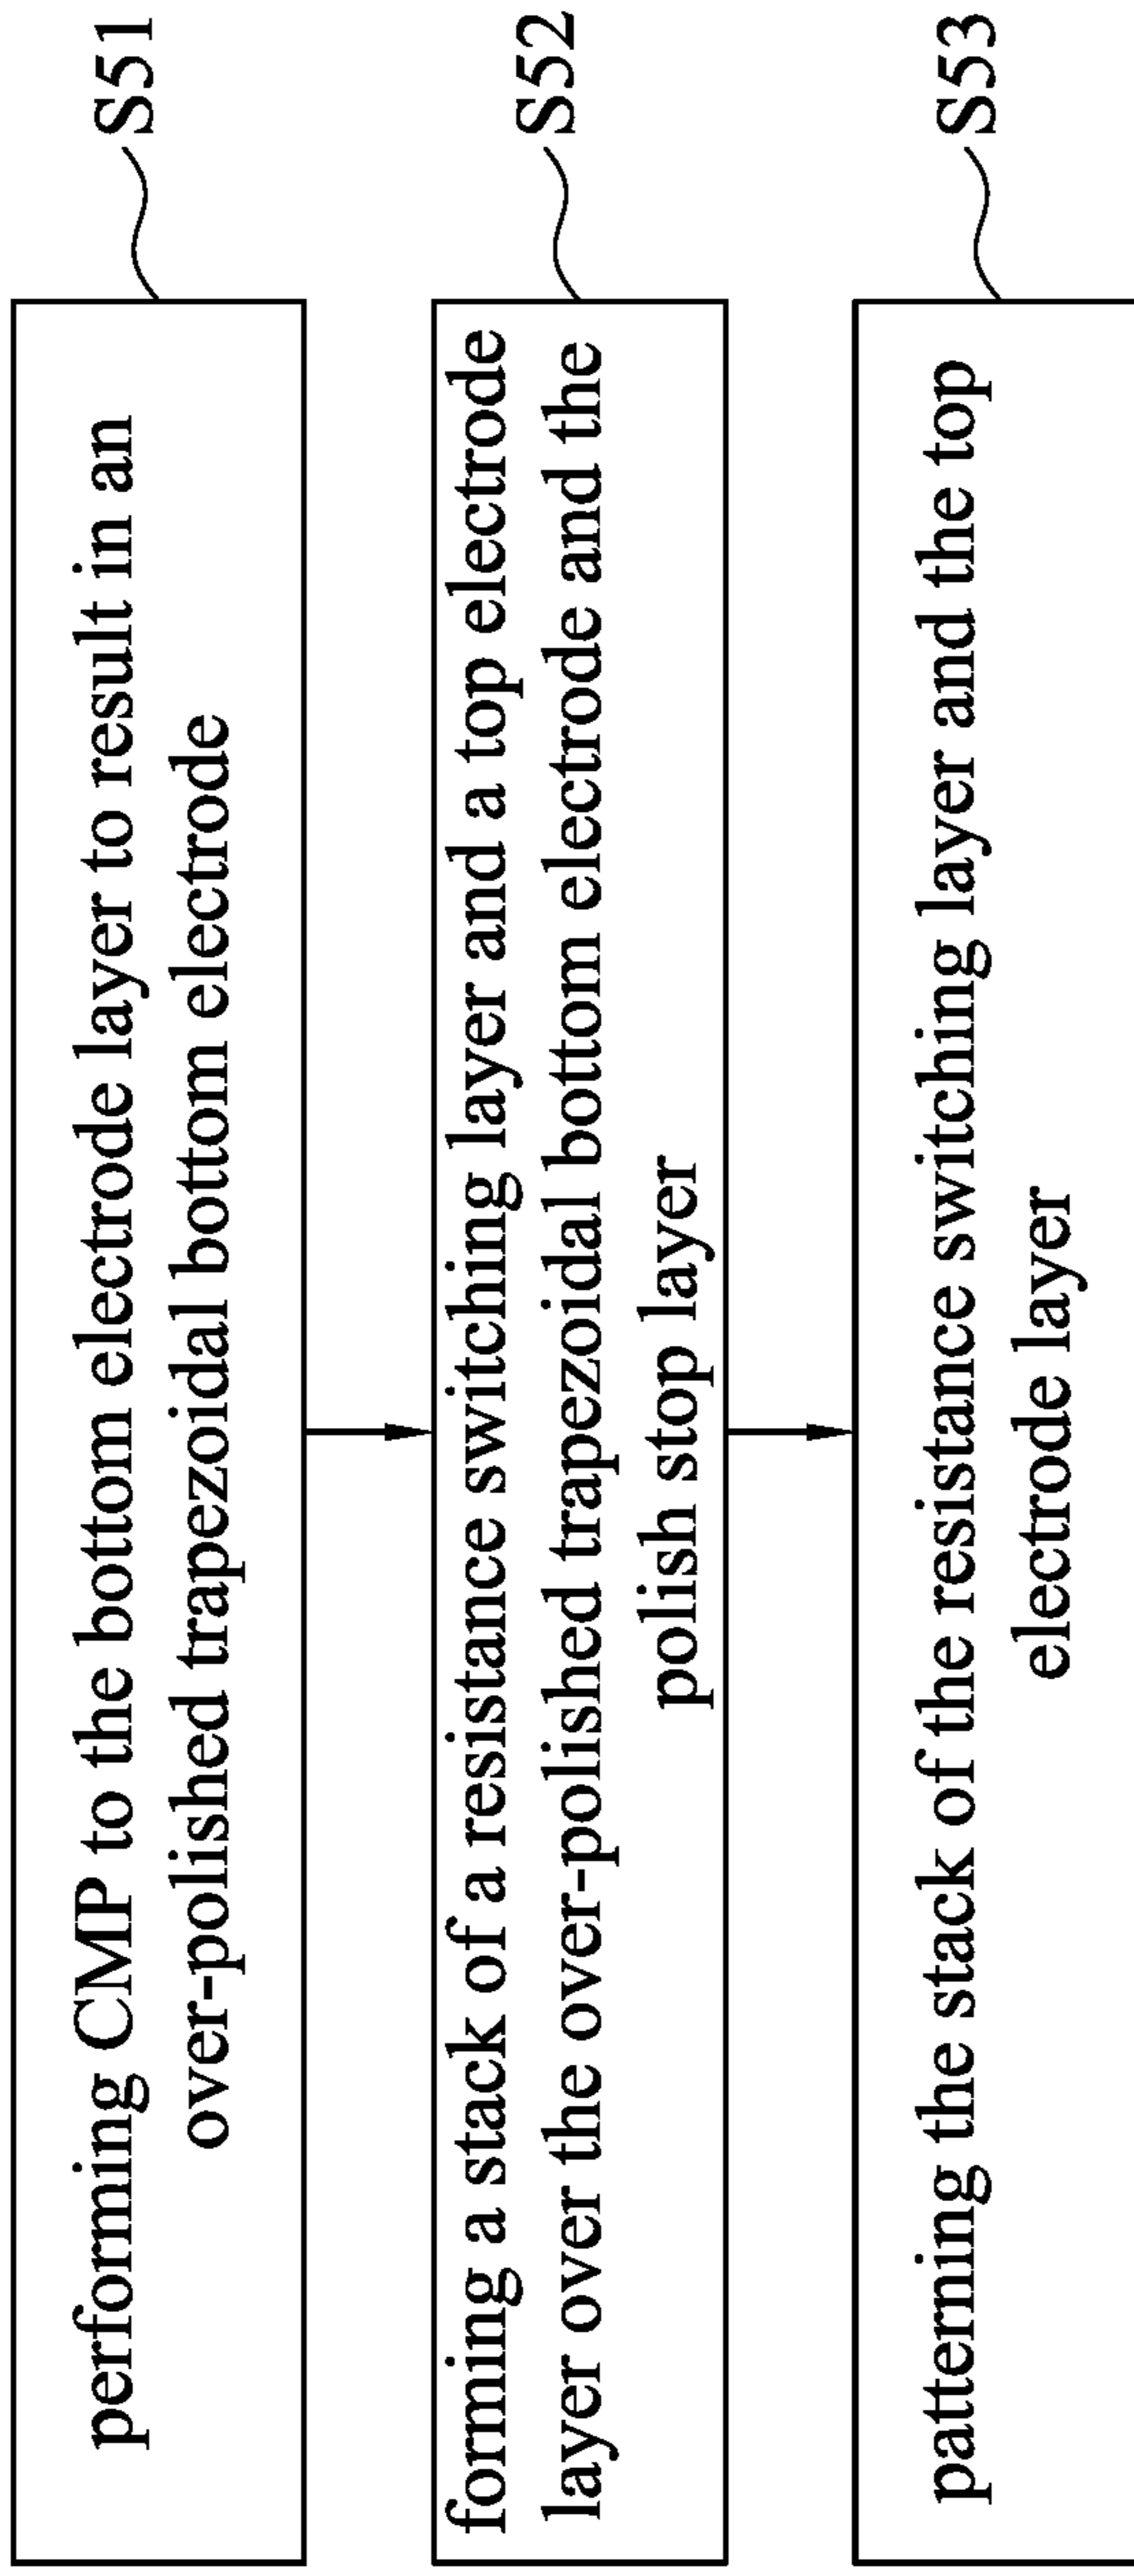 performing CMP to the bottom electrode layer to result in an
over-polished trapezoidal bottom electrode
S51
forming a stack of a resistance switching layer and a top electrode
layer over the over-polished trapezoidal bottom electrode and the
polish stop layer
S52
patterning the stack of the resistance switching layer and the top
electrode layer
S53